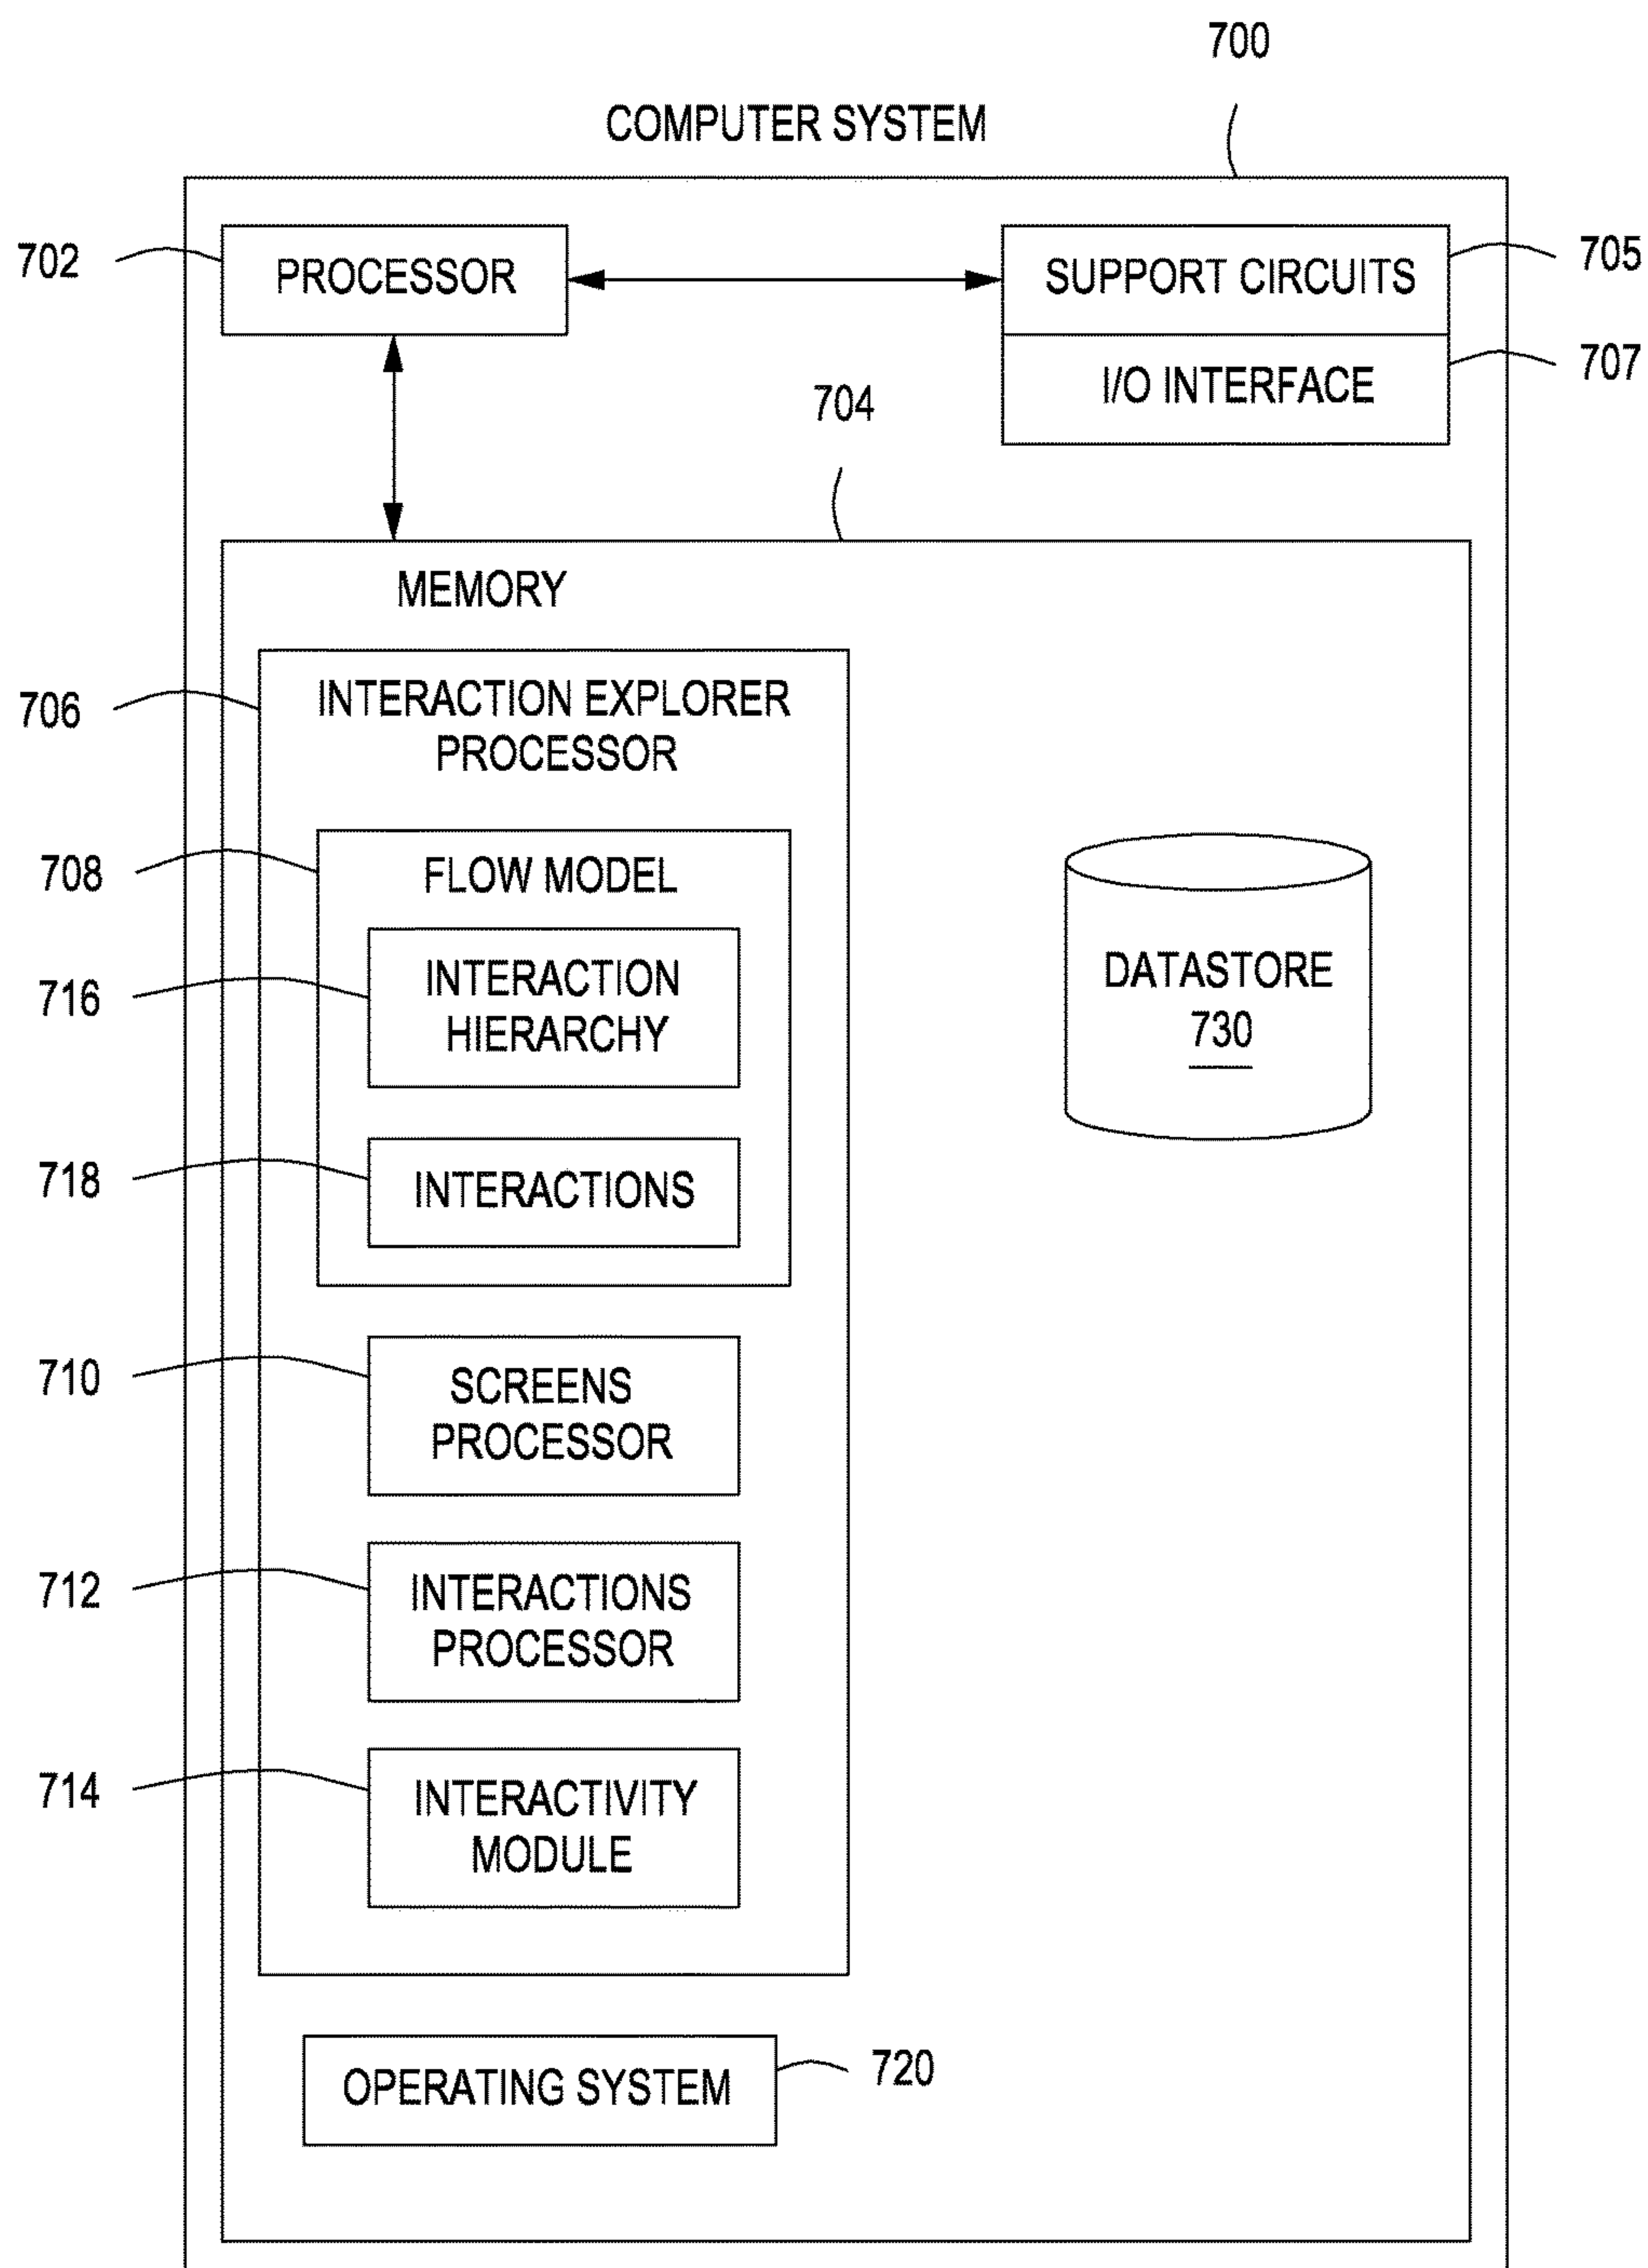 700
COMPUTER SYSTEM
702
PROCESSOR
SUPPORT CIRCUITS
705
I/O INTERFACE
707
704
MEMORY
706
INTERACTION EXPLORER
PROCESSOR
708
FLOW MODEL
716
INTERACTION
HIERARCHY
DATASTORE
730
718
INTERACTIONS
710
SCREENS
PROCESSOR
712
INTERACTIONS
PROCESSOR
714
INTERACTIVITY
MODULE
OPERATING SYSTEM
720